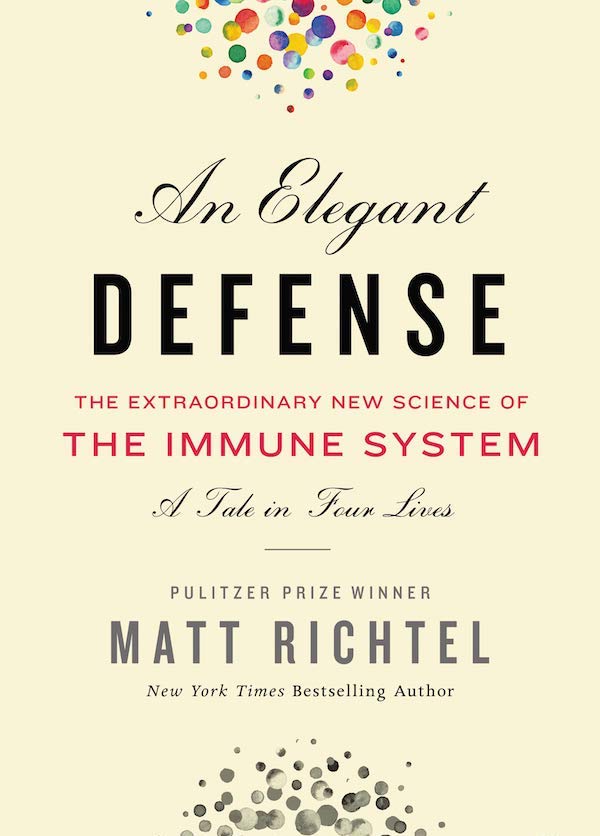 An Elegant
DEFENSE
THE EXTRAORDINARY NEW SCIENCE OF
THE IMMUNE SYSTEM
A Tale in Four Lives
PULITZER PRIZE WINNER
MATT RICHTEL
New York Times Bestselling Author